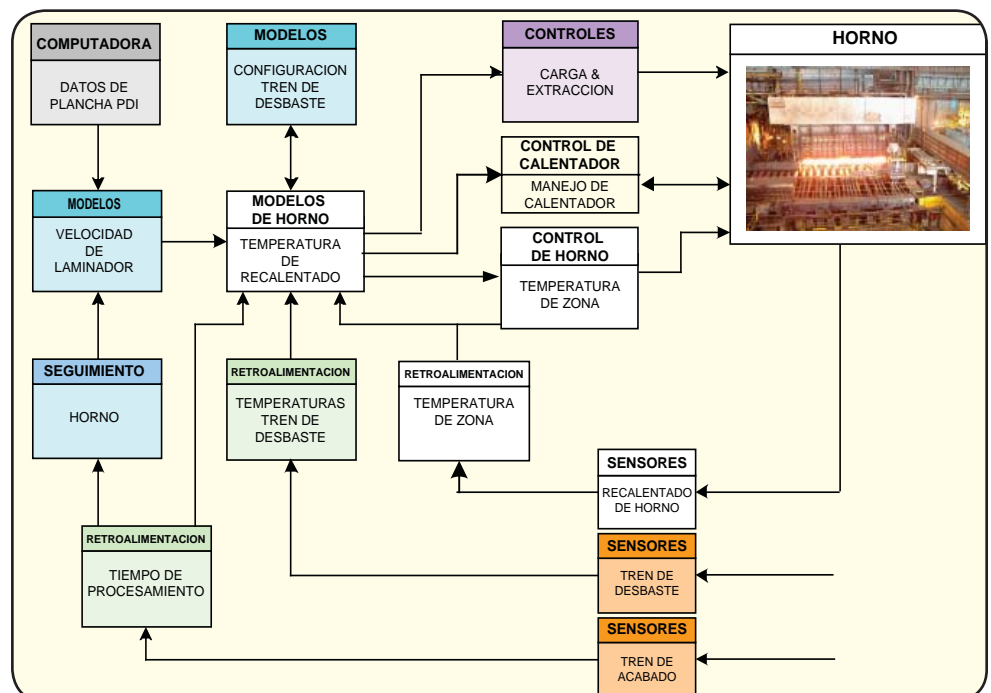 COMPUTADORA
DATOS DE
PLANCHA PDI
MODELOS
CONFIGURACION
TREN DE
DESBASTE
CONTROLES
CARGA &
EXTRACCION
HORNO
CONTROL DE
CALENTADOR
MANEJO DE
CALENTADOR
MODELOS
VELOCIDAD
DE
LAMINADOR
MODELOS
DE HORNO
TEMPERATURA
DE
RECALENTADO
CONTROL
DE HORNO
TEMPERATURA
DE ZONA
SEGUIMIENTO
HORNO
RETROALIMENTACION
TEMPERATURAS
TREN DE
DESBASTE
RETROALIMENTACION
TEMPERATURA
DE ZONA
SENSORES
RECALENTADO
DE HORNO
RETROALIMENTACION
TIEMPO DE
PROCESAMIENTO
SENSORES
TREN DE
DESBASTE
SENSORES
TREN DE
ACABADO